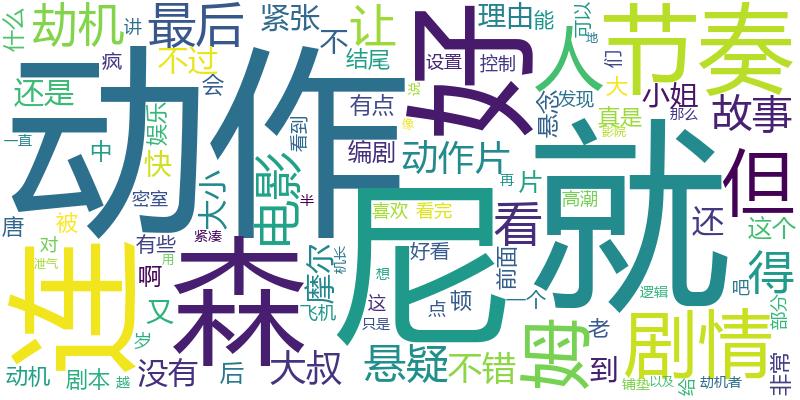 什么
劫机
讲
最后
紧张
不
让
理由
能
可以
地
节奏
疯
不过
结尾
设置
控制
们
好
人
还是
会
有点
说
悬念
发现
大
小姐
真是
那么
故事
动作
一直
中
娱乐
看到
像
影院
编剧
动作片
就
但
快
密室
大小
电影
半
再
片
高潮
唐
被
喜欢
看完
看
还
这个
连
对
泄气
有些
紧凑
森
尼
好看
前面
得
啊
用
摩尔
机长
想
飞机
这
只是
点
顿
一个
逻辑
吧
部分
又
岁
姆
老
剧情
动机
剧本
越
没有
后
大叔
悬疑
不错
到
铺垫
以及
给
劫机者
非常